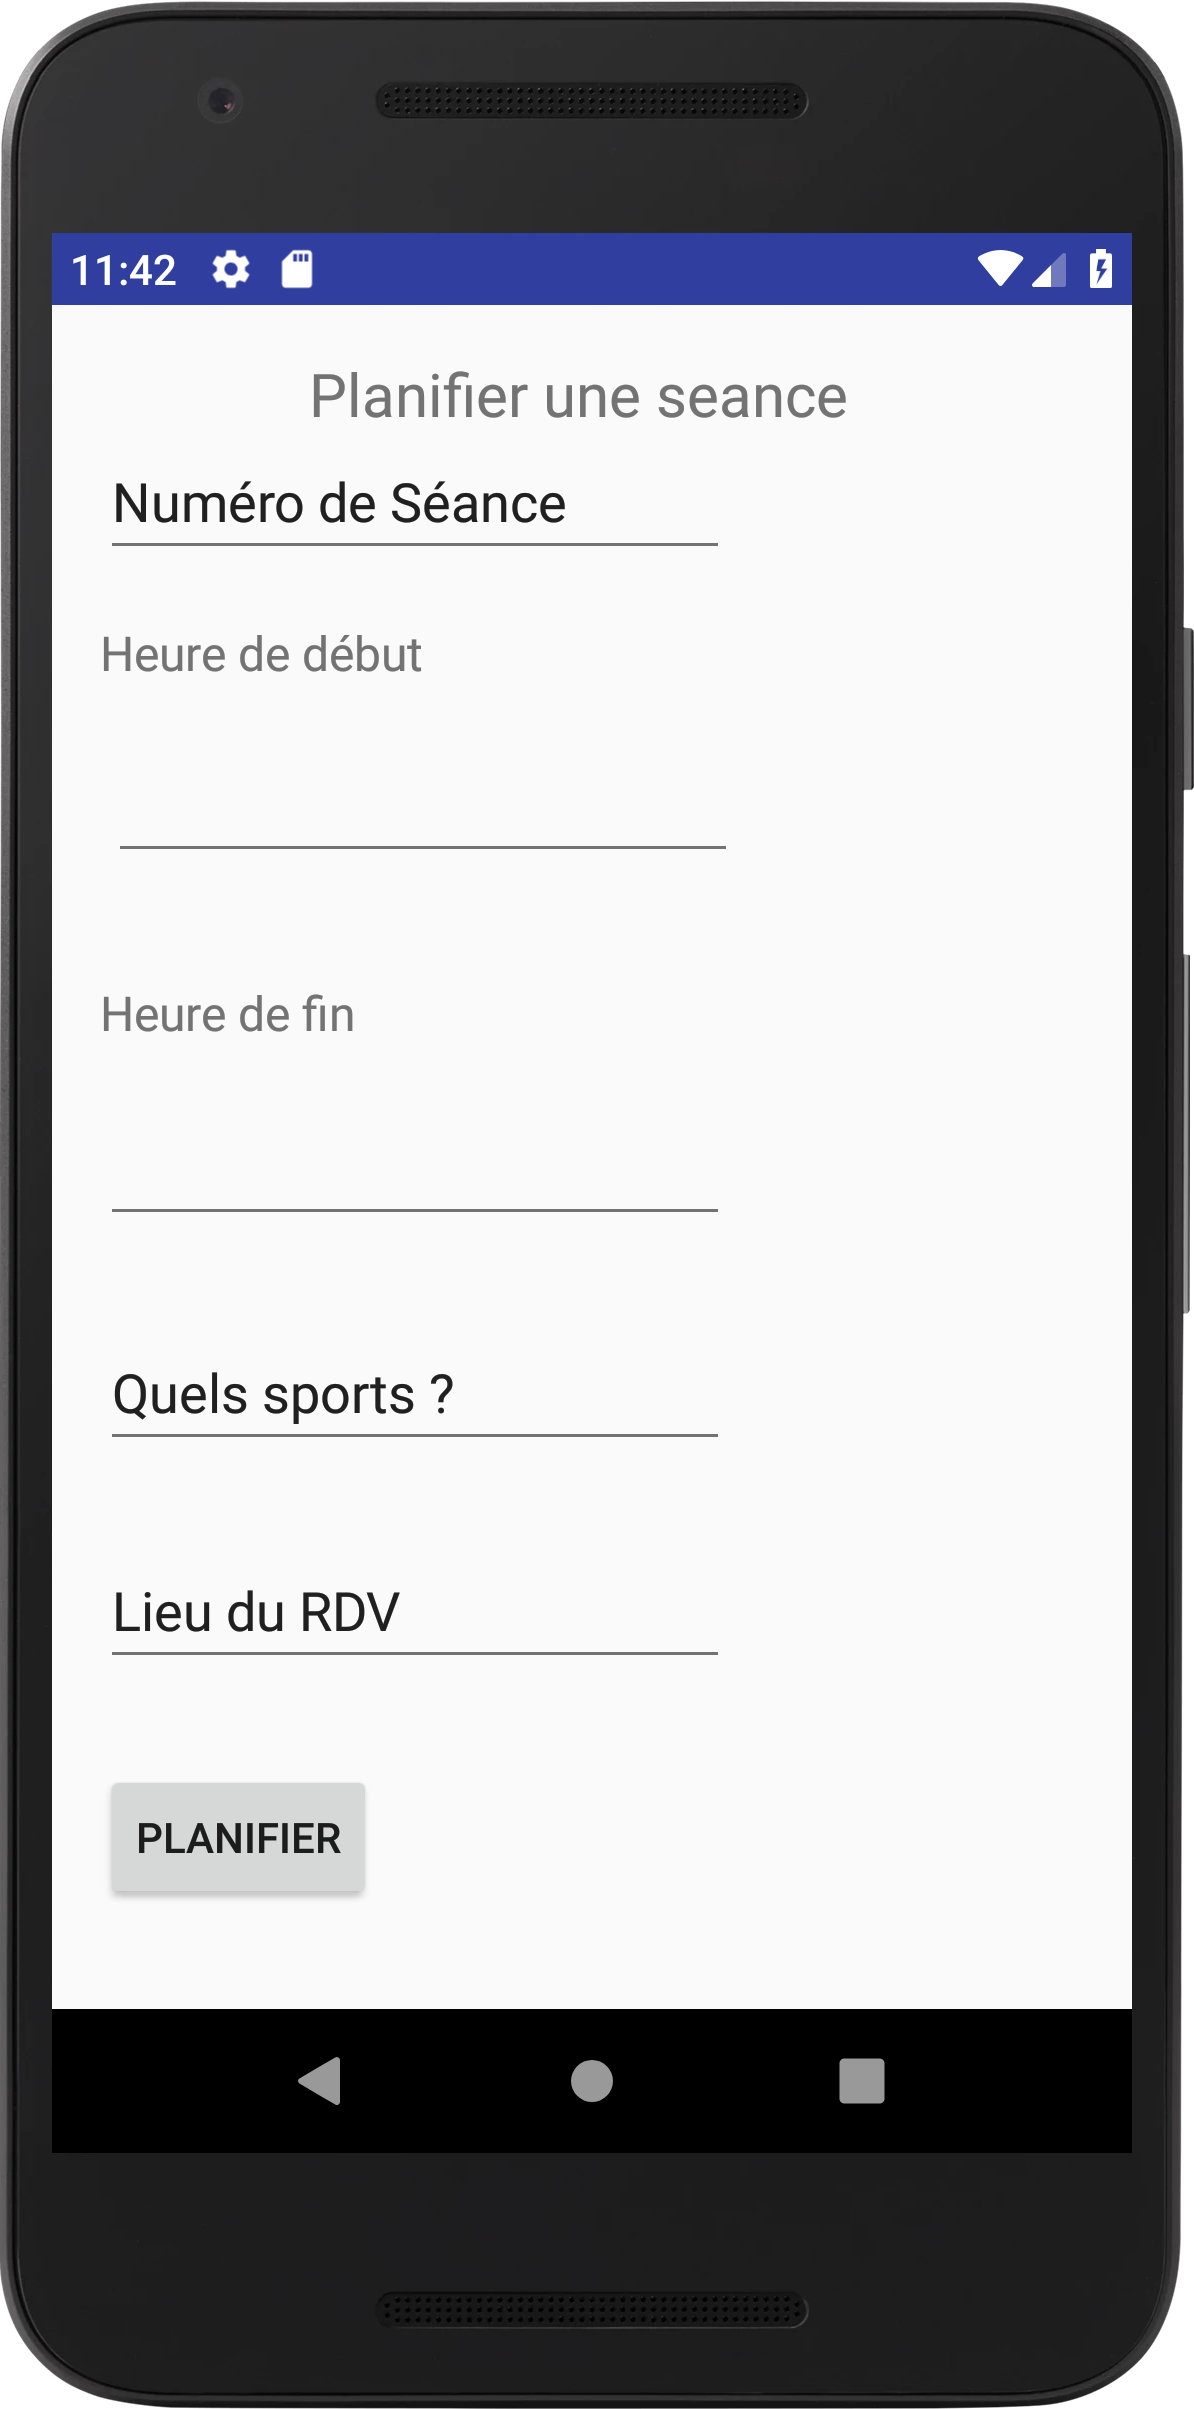 11:42
Planifier une seance
Numéro de Séance
Heure de début
Heure de fin
Quels sports ?
Lieu du RDV
PLANIFIER